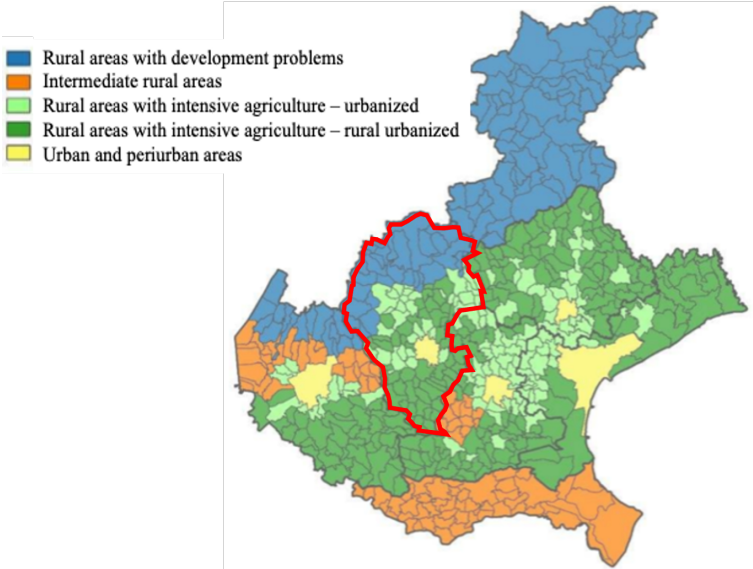 Rural areas with development problems
Intermediate rural areas
Rural areas with intensive agriculture – urbanized
Rural areas with intensive agriculture – rural urbanized
Urban and periurban areas